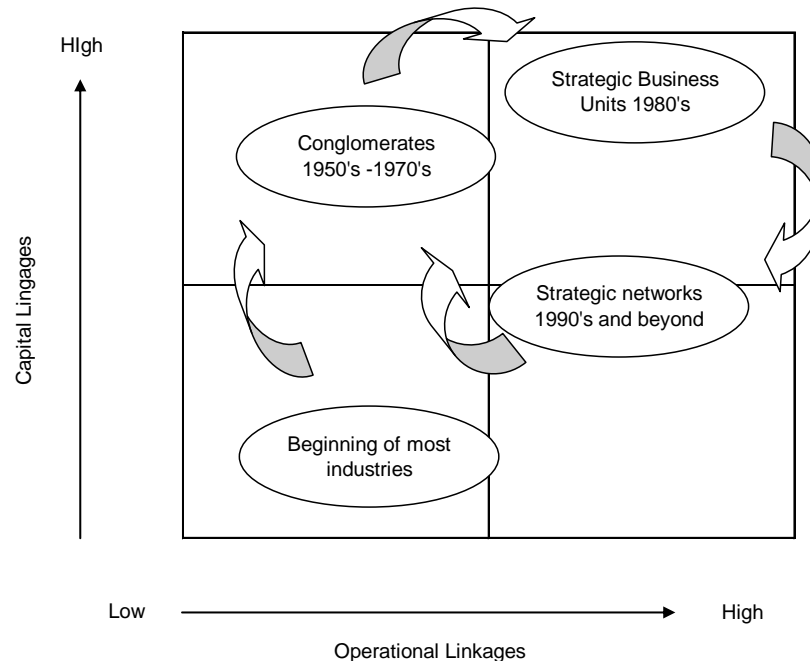 HIgh
Strategic Business
Units 1980's
Conglomerates
1950's -1970's
Capital Lingages
Strategic networks
1990's and beyond
Beginning of most
industries
Low
High
Operational Linkages